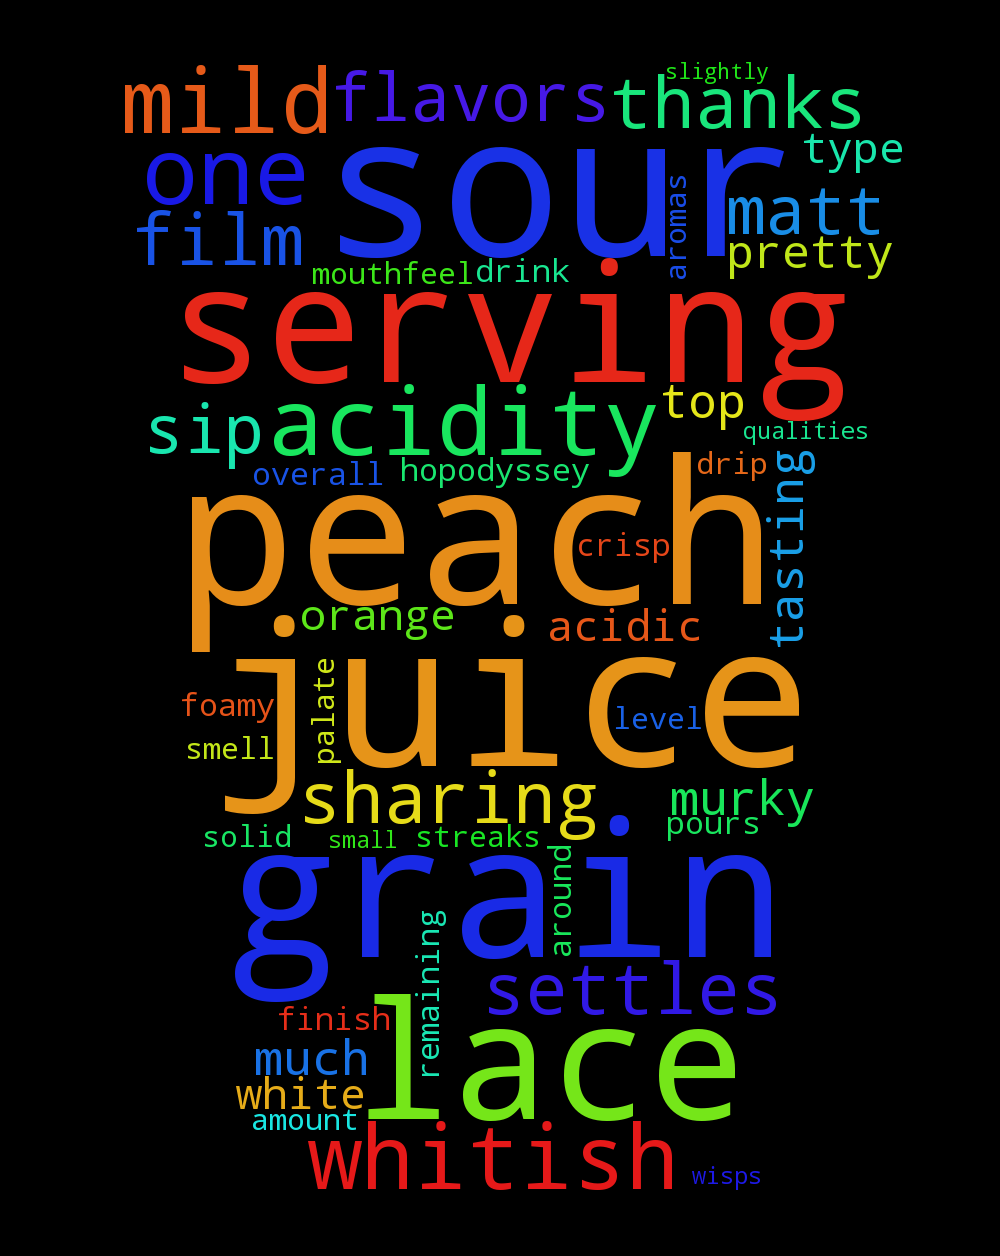 slightly
mild
flavors
thanks
one
sour
type
aromas
matt
film
pretty
mouthfeel
drink
serving
sip
acidity
top
qualities
overall
hopodyssey
drip
tasting
peach
crisp
orange
acidic
juice
palate
foamy
level
smell
sharing
murky
pours
solid
small
streaks
grain
around
remaining
settles
finish
lace
much
white
amount
whitish
wisps